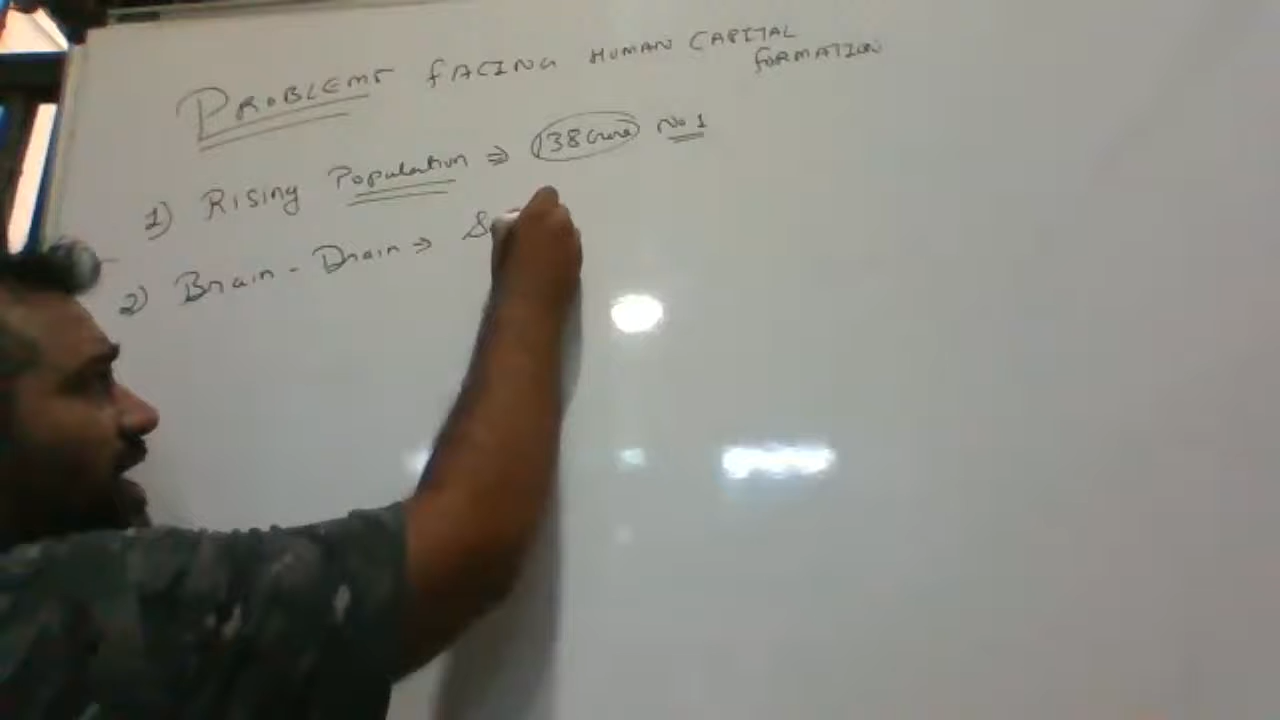 PROBLEMS FACING HUMAN CAPITAL
FORMATION
1) Rising Population ⇒ 138 Crore No 1
2) Brain - Drain ⇒